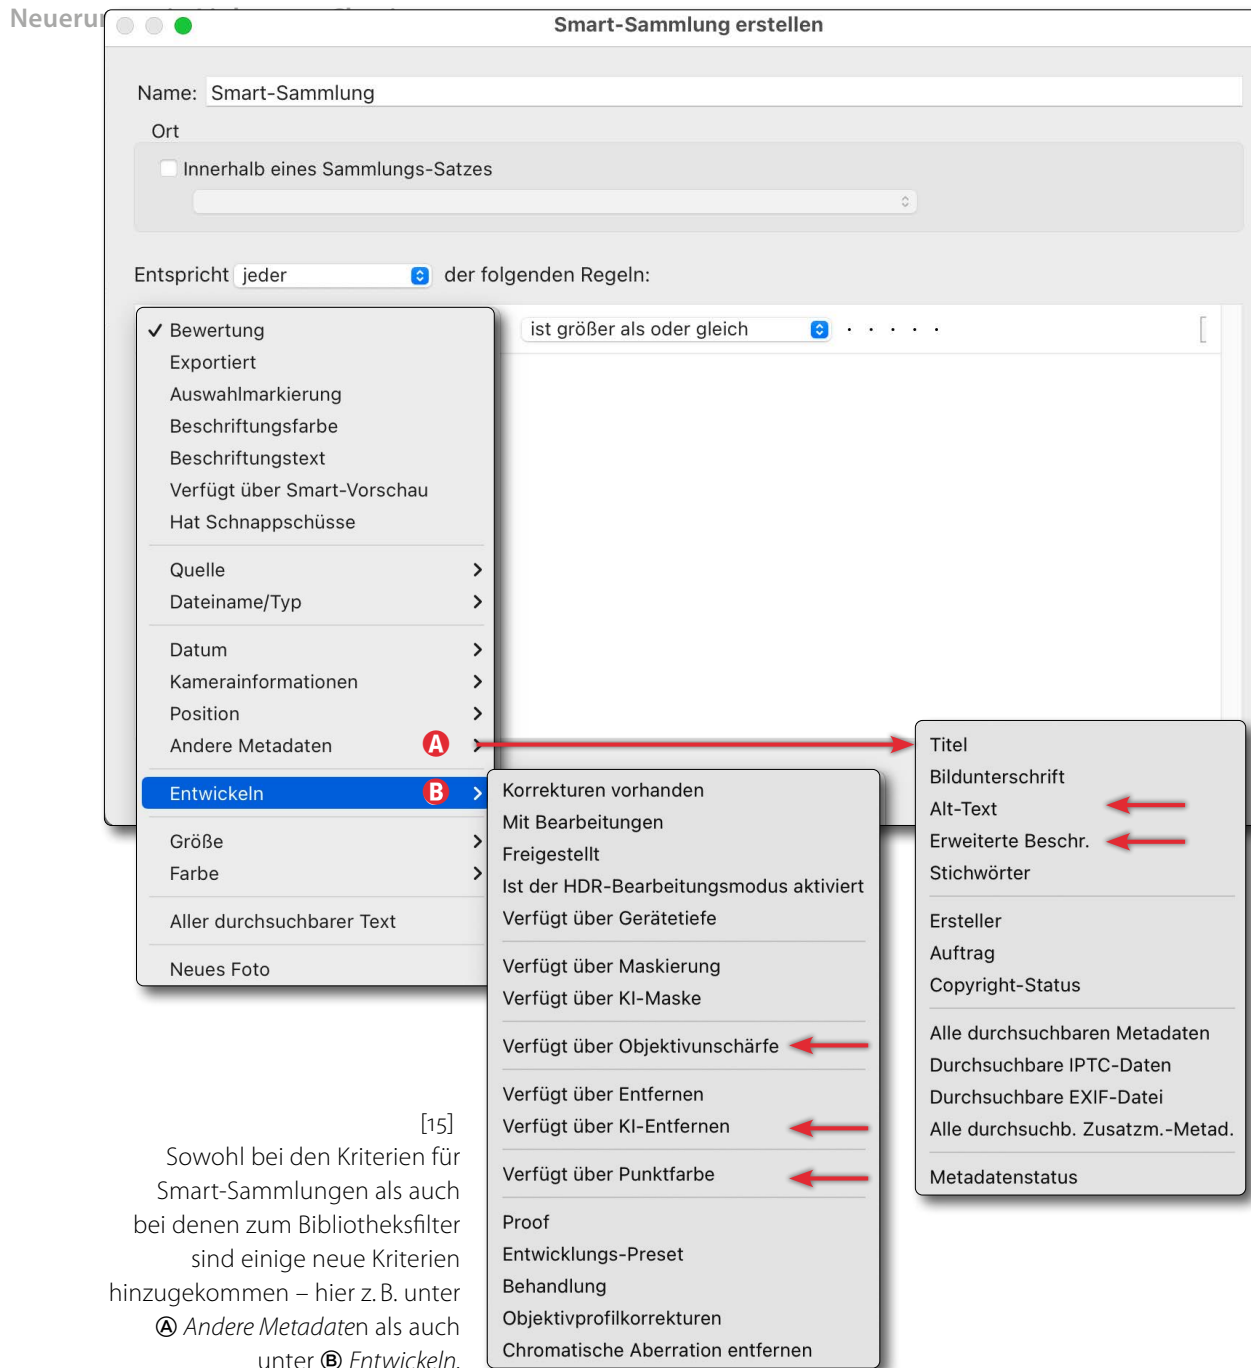 Smart-Sammlung erstellen
Name: Smart-Sammlung
Ort
Innerhalb eines Sammlungs-Satzes
Entspricht jeder der folgenden Regeln:
✓ Bewertung
ist größer als oder gleich · · · · ·
Exportiert
Auswahlmarkierung
Beschriftungsfarbe
Beschriftungstext
Verfügt über Smart-Vorschau
Hat Schnappschüsse
Quelle
Dateiname/Typ
Datum
Kamerainformationen
Position
Andere Metadaten A
Entwickeln B
Größe
Farbe
Aller durchsuchbarer Text
Neues Foto
Korrekturen vorhanden
Mit Bearbeitungen
Freigestellt
Ist der HDR-Bearbeitungsmodus aktiviert
Verfügt über Gerätetiefe
Verfügt über Maskierung
Verfügt über KI-Maske
Verfügt über Objektivunschärfe
Verfügt über Entfernen
Verfügt über KI-Entfernen
Verfügt über Punktfarbe
Proof
Entwicklungs-Preset
Behandlung
Objektivprofilkorrekturen
Chromatische Aberration entfernen
Titel
Bildunterschrift
Alt-Text
Erweiterte Beschr.
Stichwörter
Ersteller
Auftrag
Copyright-Status
Alle durchsuchbaren Metadaten
Durchsuchbare IPTC-Daten
Durchsuchbare EXIF-Datei
Alle durchsuchb. Zusatzm.-Metad.
Metadatenstatus
[15]
Sowohl bei den Kriterien für
Smart-Sammlungen als auch
bei denen zum Bibliotheksfilter
sind einige neue Kriterien
hinzugekommen – hier z. B. unter
Ⓐ Andere Metadaten als auch
unter Ⓑ Entwickeln.